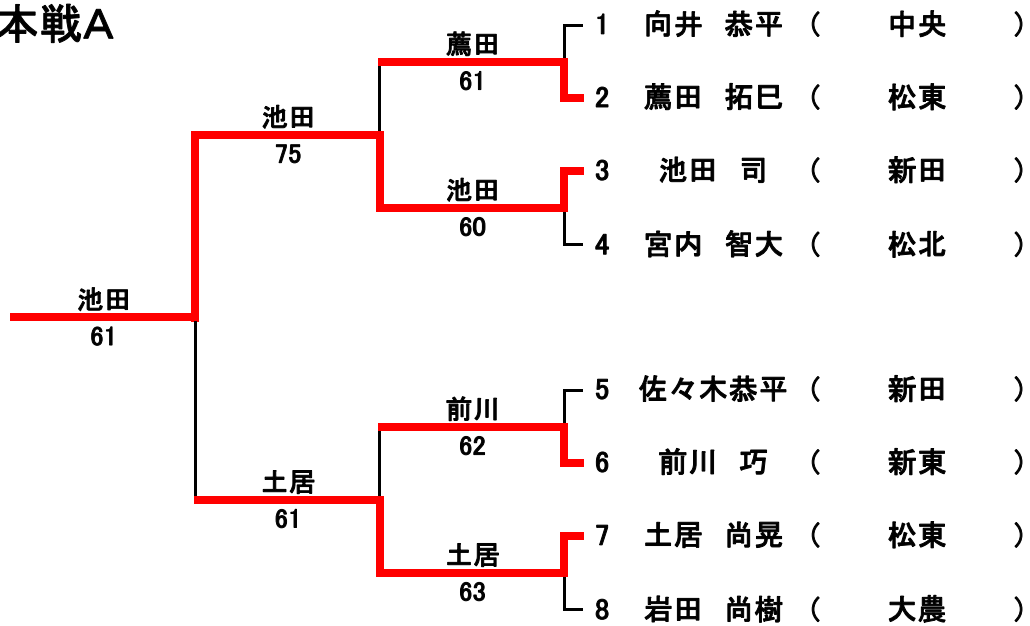 本戦A
1 向井 恭平 ( 中央 )
薦田
61
2 薦田 拓巳 ( 松東 )
池田
75
3 池田 司 ( 新田 )
池田
60
4 宮内 智大 ( 松北 )
池田
61
5 佐々木恭平 ( 新田 )
前川
62
6 前川 巧 ( 新東 )
土居
61
7 土居 尚晃 ( 松東 )
土居
63
8 岩田 尚樹 ( 大農 )